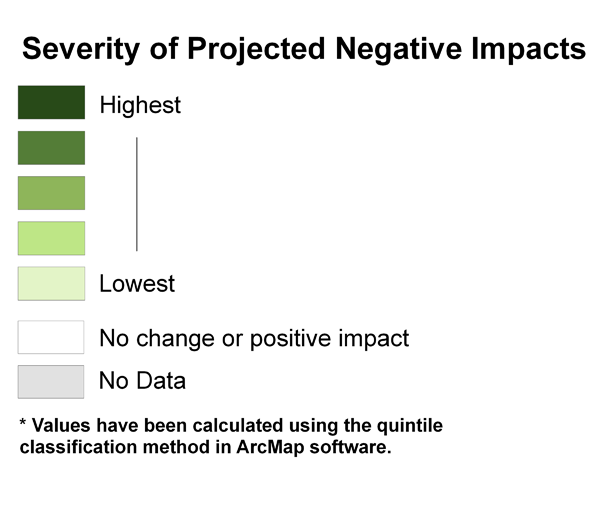 Severity of Projected Negative Impacts
Highest
Lowest
No change or positive impact
No Data
* Values have been calculated using the quintile
classification method in ArcMap software.